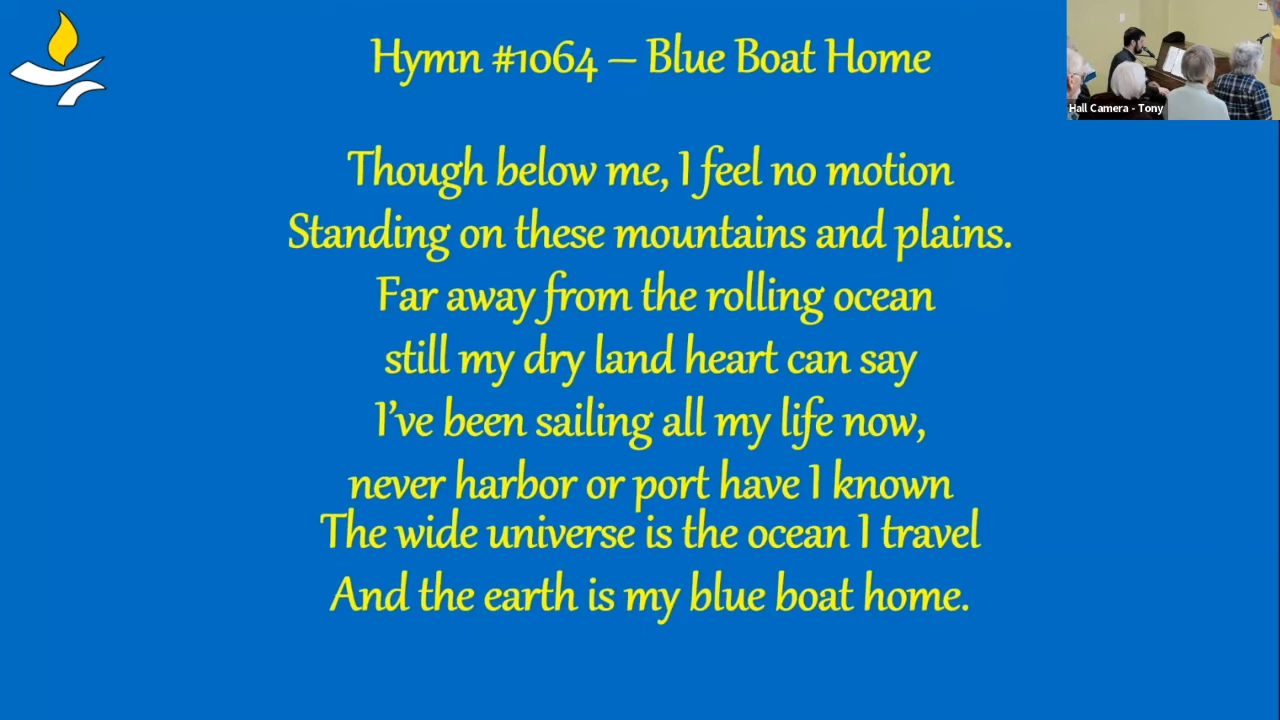 Hymn #1064 – Blue Boat Home
Hall Camera - Tony
Though below me, I feel no motion
Standing on these mountains and plains.
Far away from the rolling ocean
still my dry land heart can say
I've been sailing all my life now,
never harbor or port have I known
The wide universe is the ocean I travel
And the earth is my blue boat home.